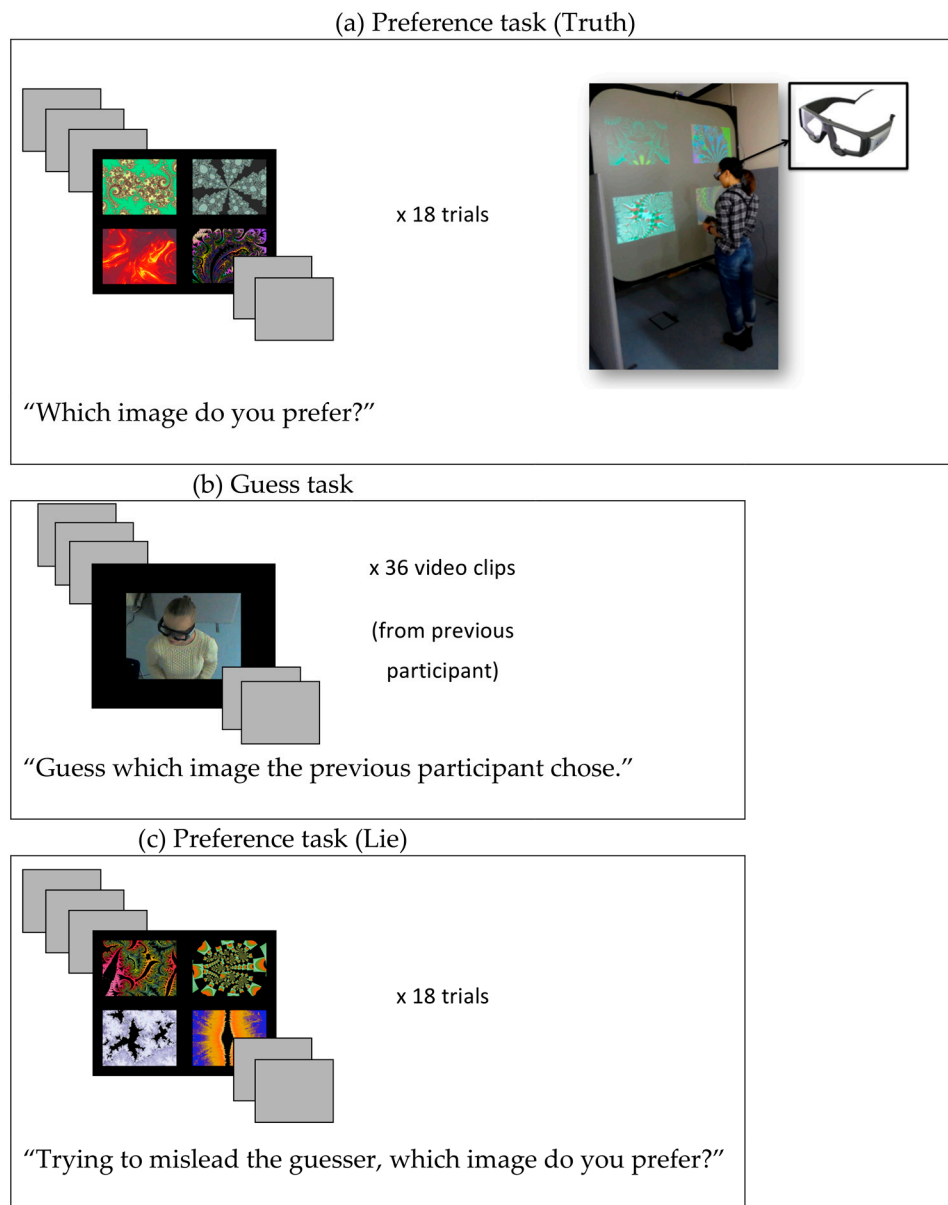 (a) Preference task (Truth)
x 18 trials
“Which image do you prefer?”
(b) Guess task
x 36 video clips
(from previous
participant)
“Guess which image the previous participant chose.”
(c) Preference task (Lie)
x 18 trials
“Trying to mislead the guesser, which image do you prefer?”